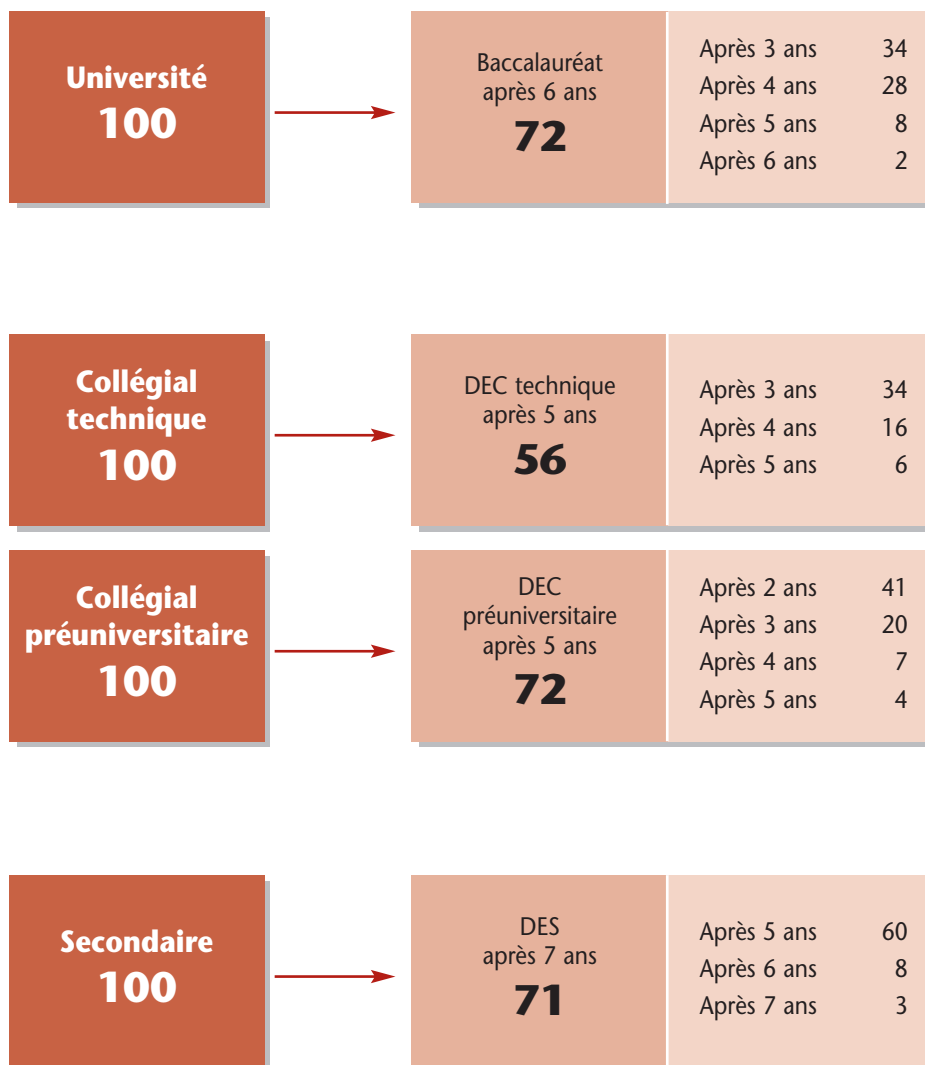 Université
100
Baccalauréat
après 6 ans
72
Après 3 ans 34
Après 4 ans 28
Après 5 ans 8
Après 6 ans 2
Collégial
technique
100
DEC technique
après 5 ans
56
Après 3 ans 34
Après 4 ans 16
Après 5 ans 6
Collégial
préuniversitaire
100
DEC
préuniversitaire
après 5 ans
72
Après 2 ans 41
Après 3 ans 20
Après 4 ans 7
Après 5 ans 4
Secondaire
100
DES
après 7 ans
71
Après 5 ans 60
Après 6 ans 8
Après 7 ans 3